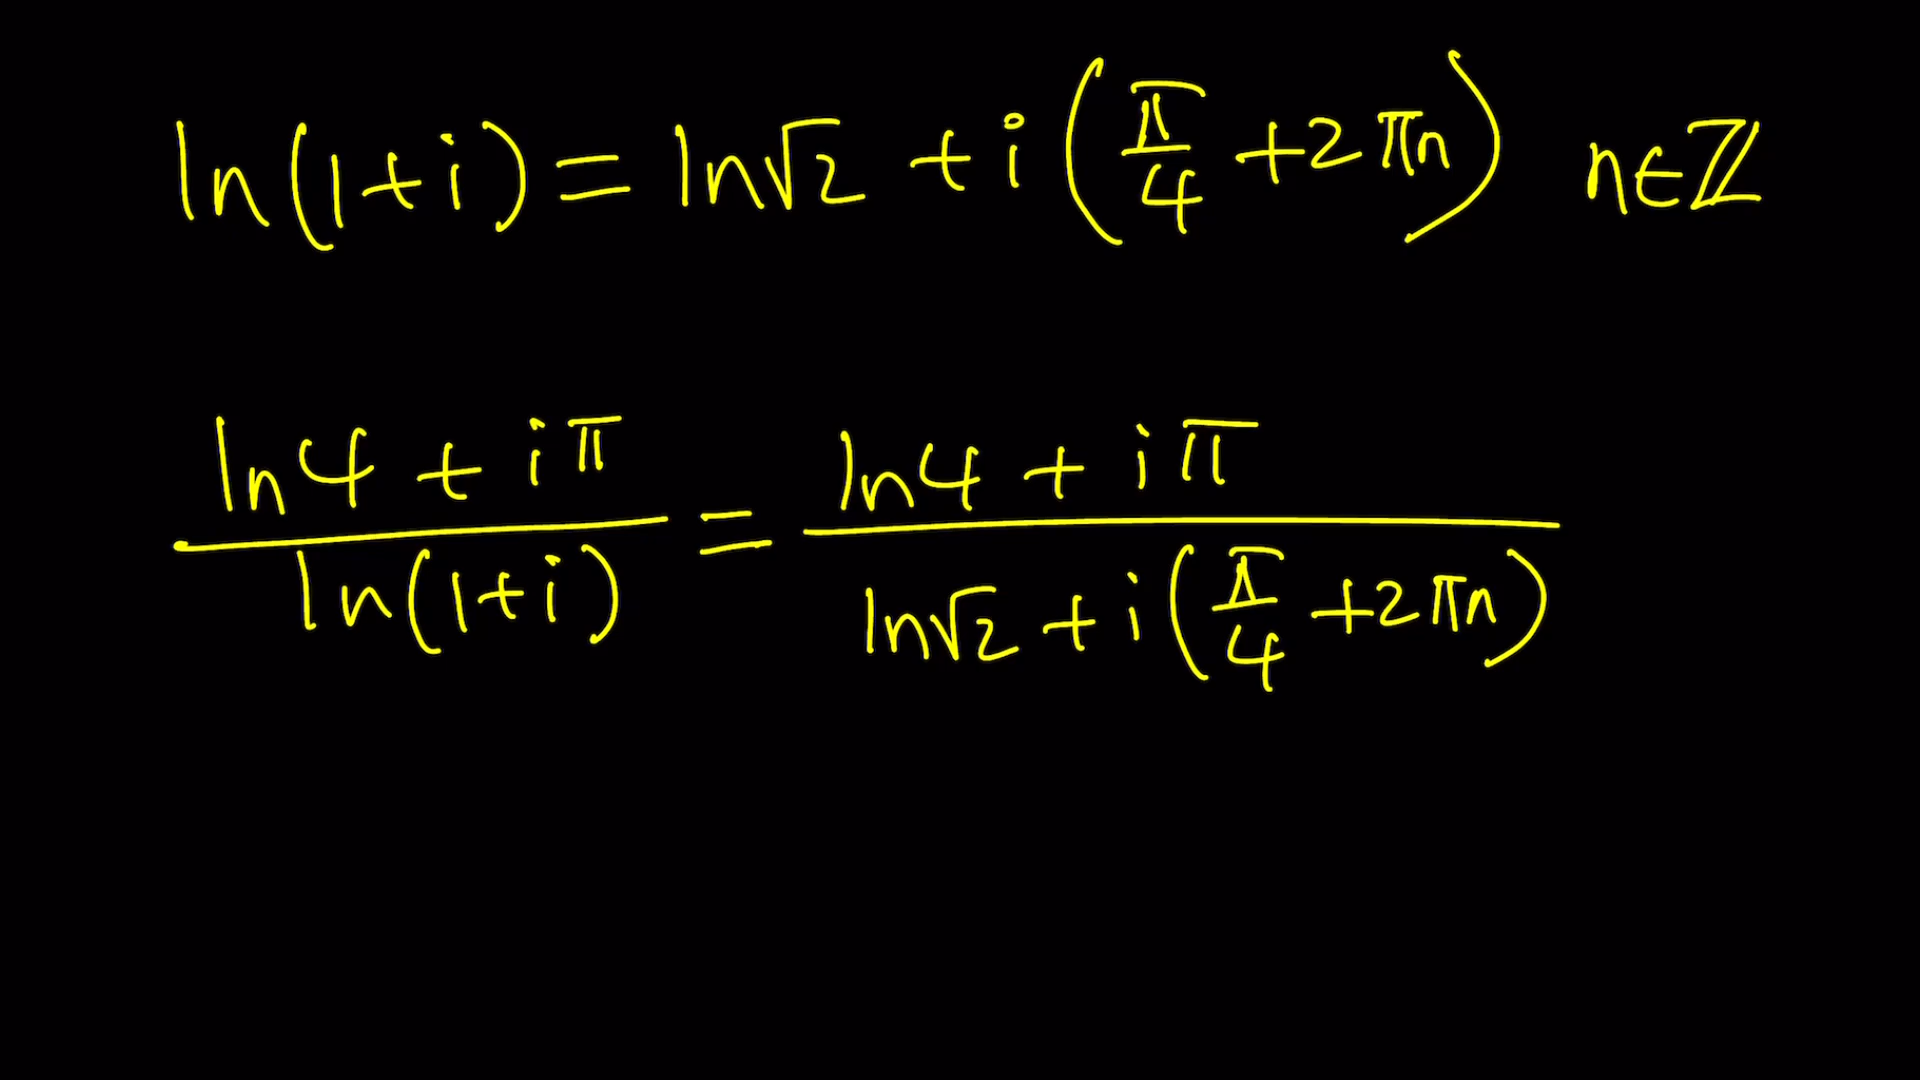 ln(1+i) = ln√2 + i(π/4 + 2πn) n∈ℤ
(ln4 + iπ)/(ln(1+i)) = (ln4 + iπ)/(ln√2 + i(π/4 + 2πn))